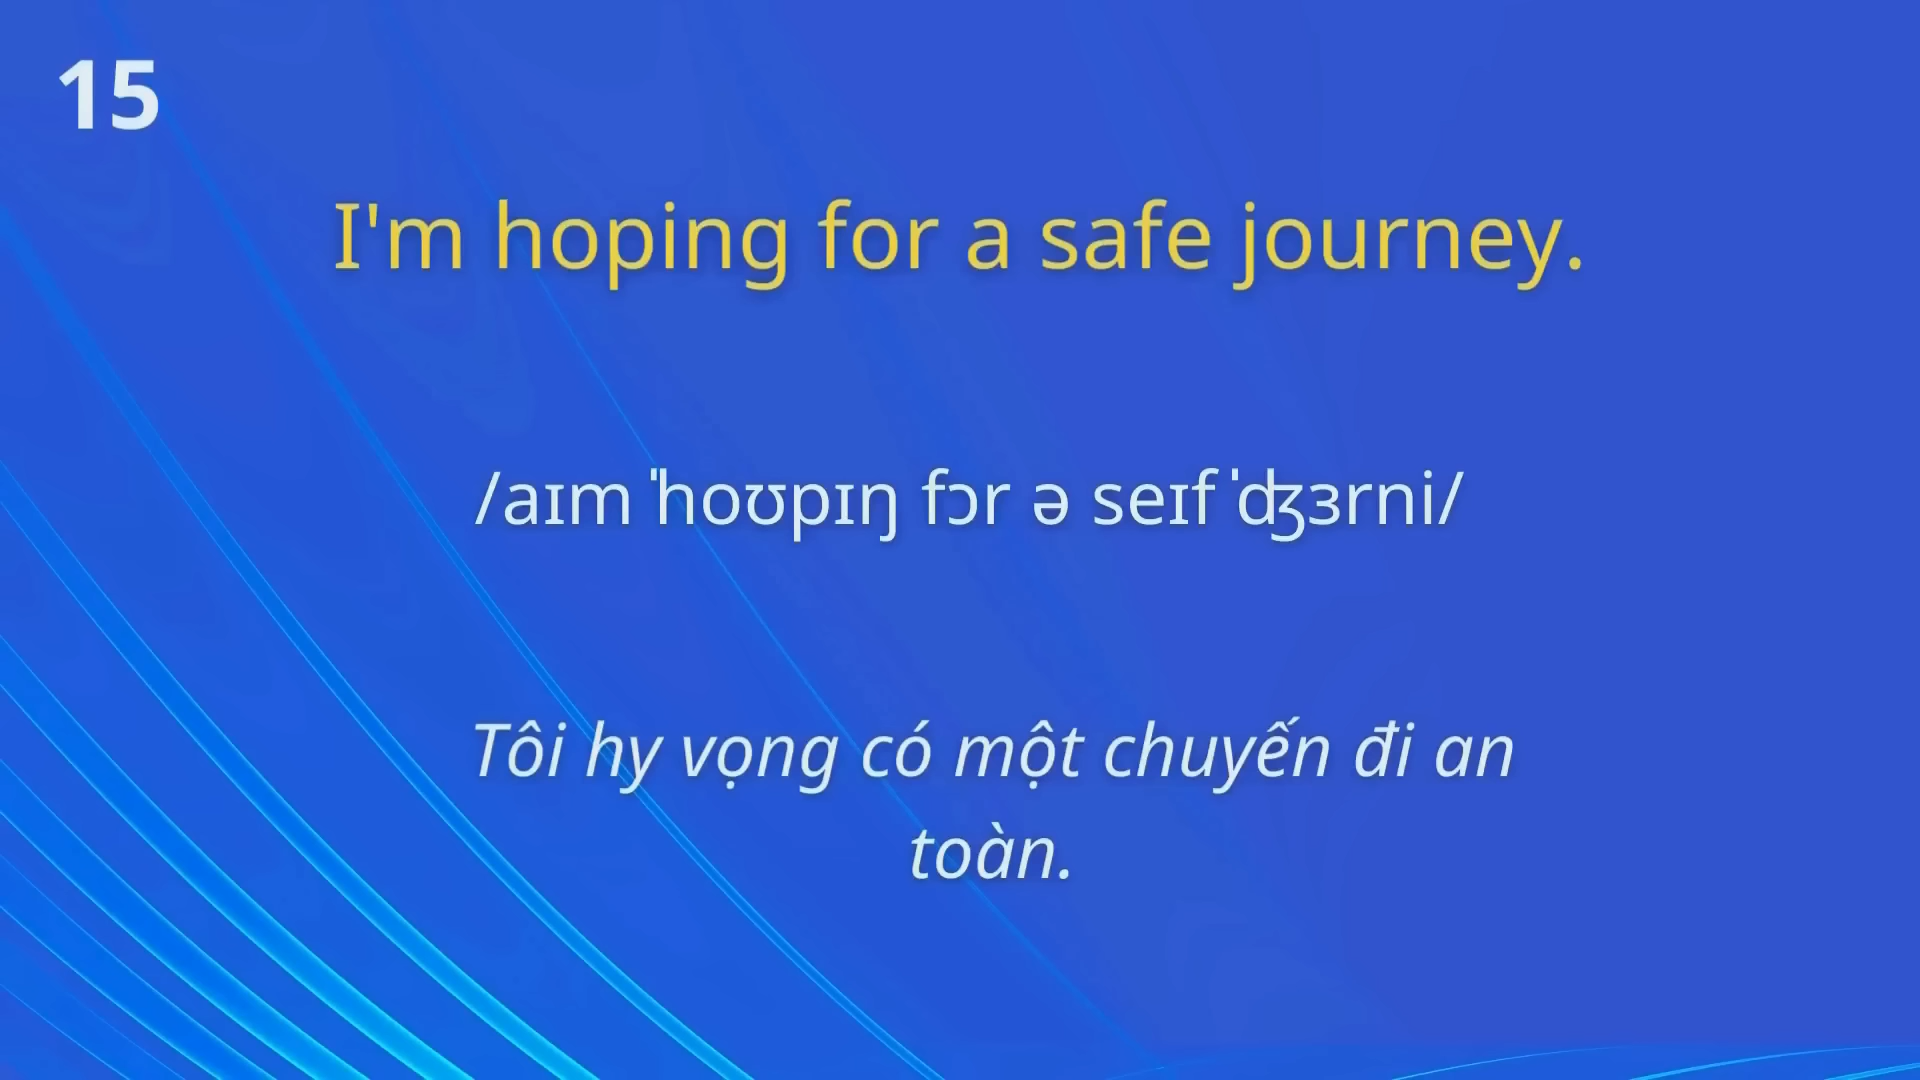 15
I'm hoping for a safe journey.
/aɪm ˈhoʊpɪŋ fɔr ə seɪf ˈʤɜrni/
Tôi hy vọng có một chuyến đi an
toàn.